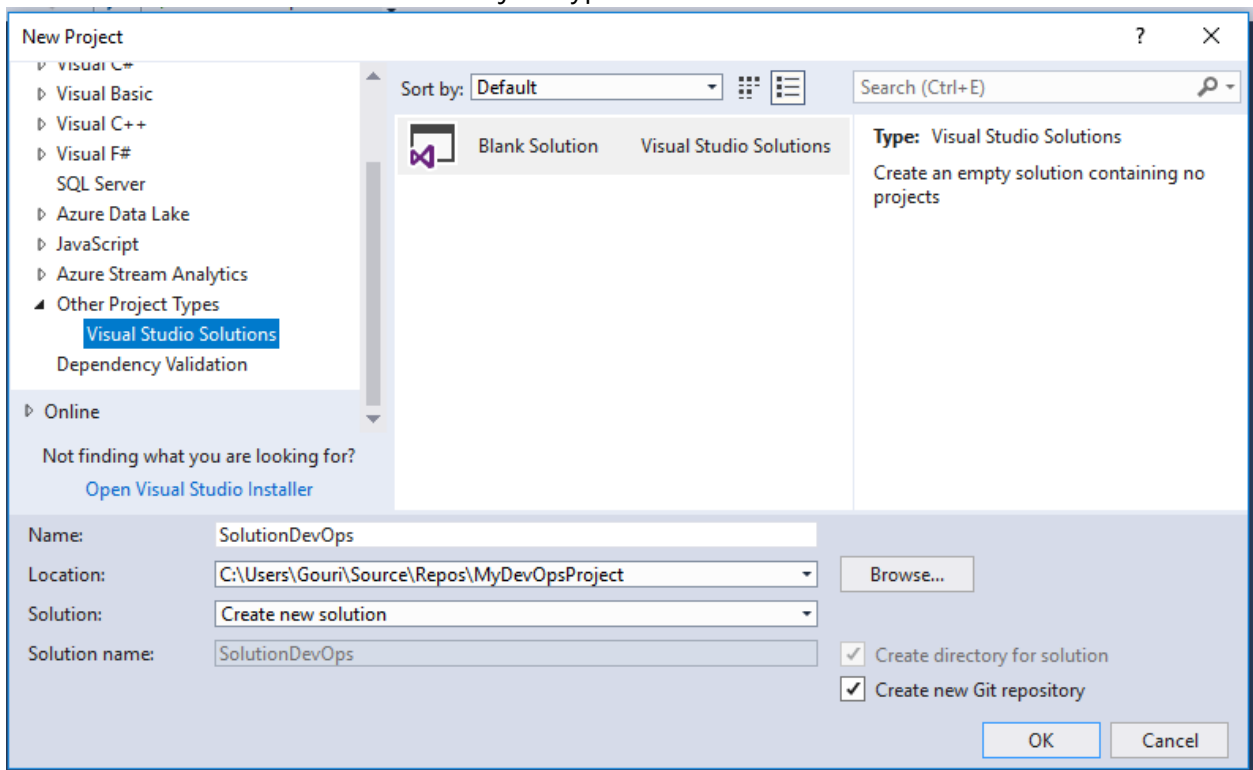 New Project
?
Visual C#
Visual Basic
Visual C++
Visual F#
SQL Server
Azure Data Lake
JavaScript
Azure Stream Analytics
Other Project Types
Visual Studio Solutions
Dependency Validation
Online
Not finding what you are looking for?
Open Visual Studio Installer
Sort by: Default
Blank Solution Visual Studio Solutions
Search (Ctrl+E)
Type: Visual Studio Solutions
Create an empty solution containing no
projects
Name: SolutionDevOps
Location: C:\Users\Gouri\Source\Repos\MyDevOpsProject Browse...
Solution: Create new solution
Solution name: SolutionDevOps
Create directory for solution
Create new Git repository
OK Cancel